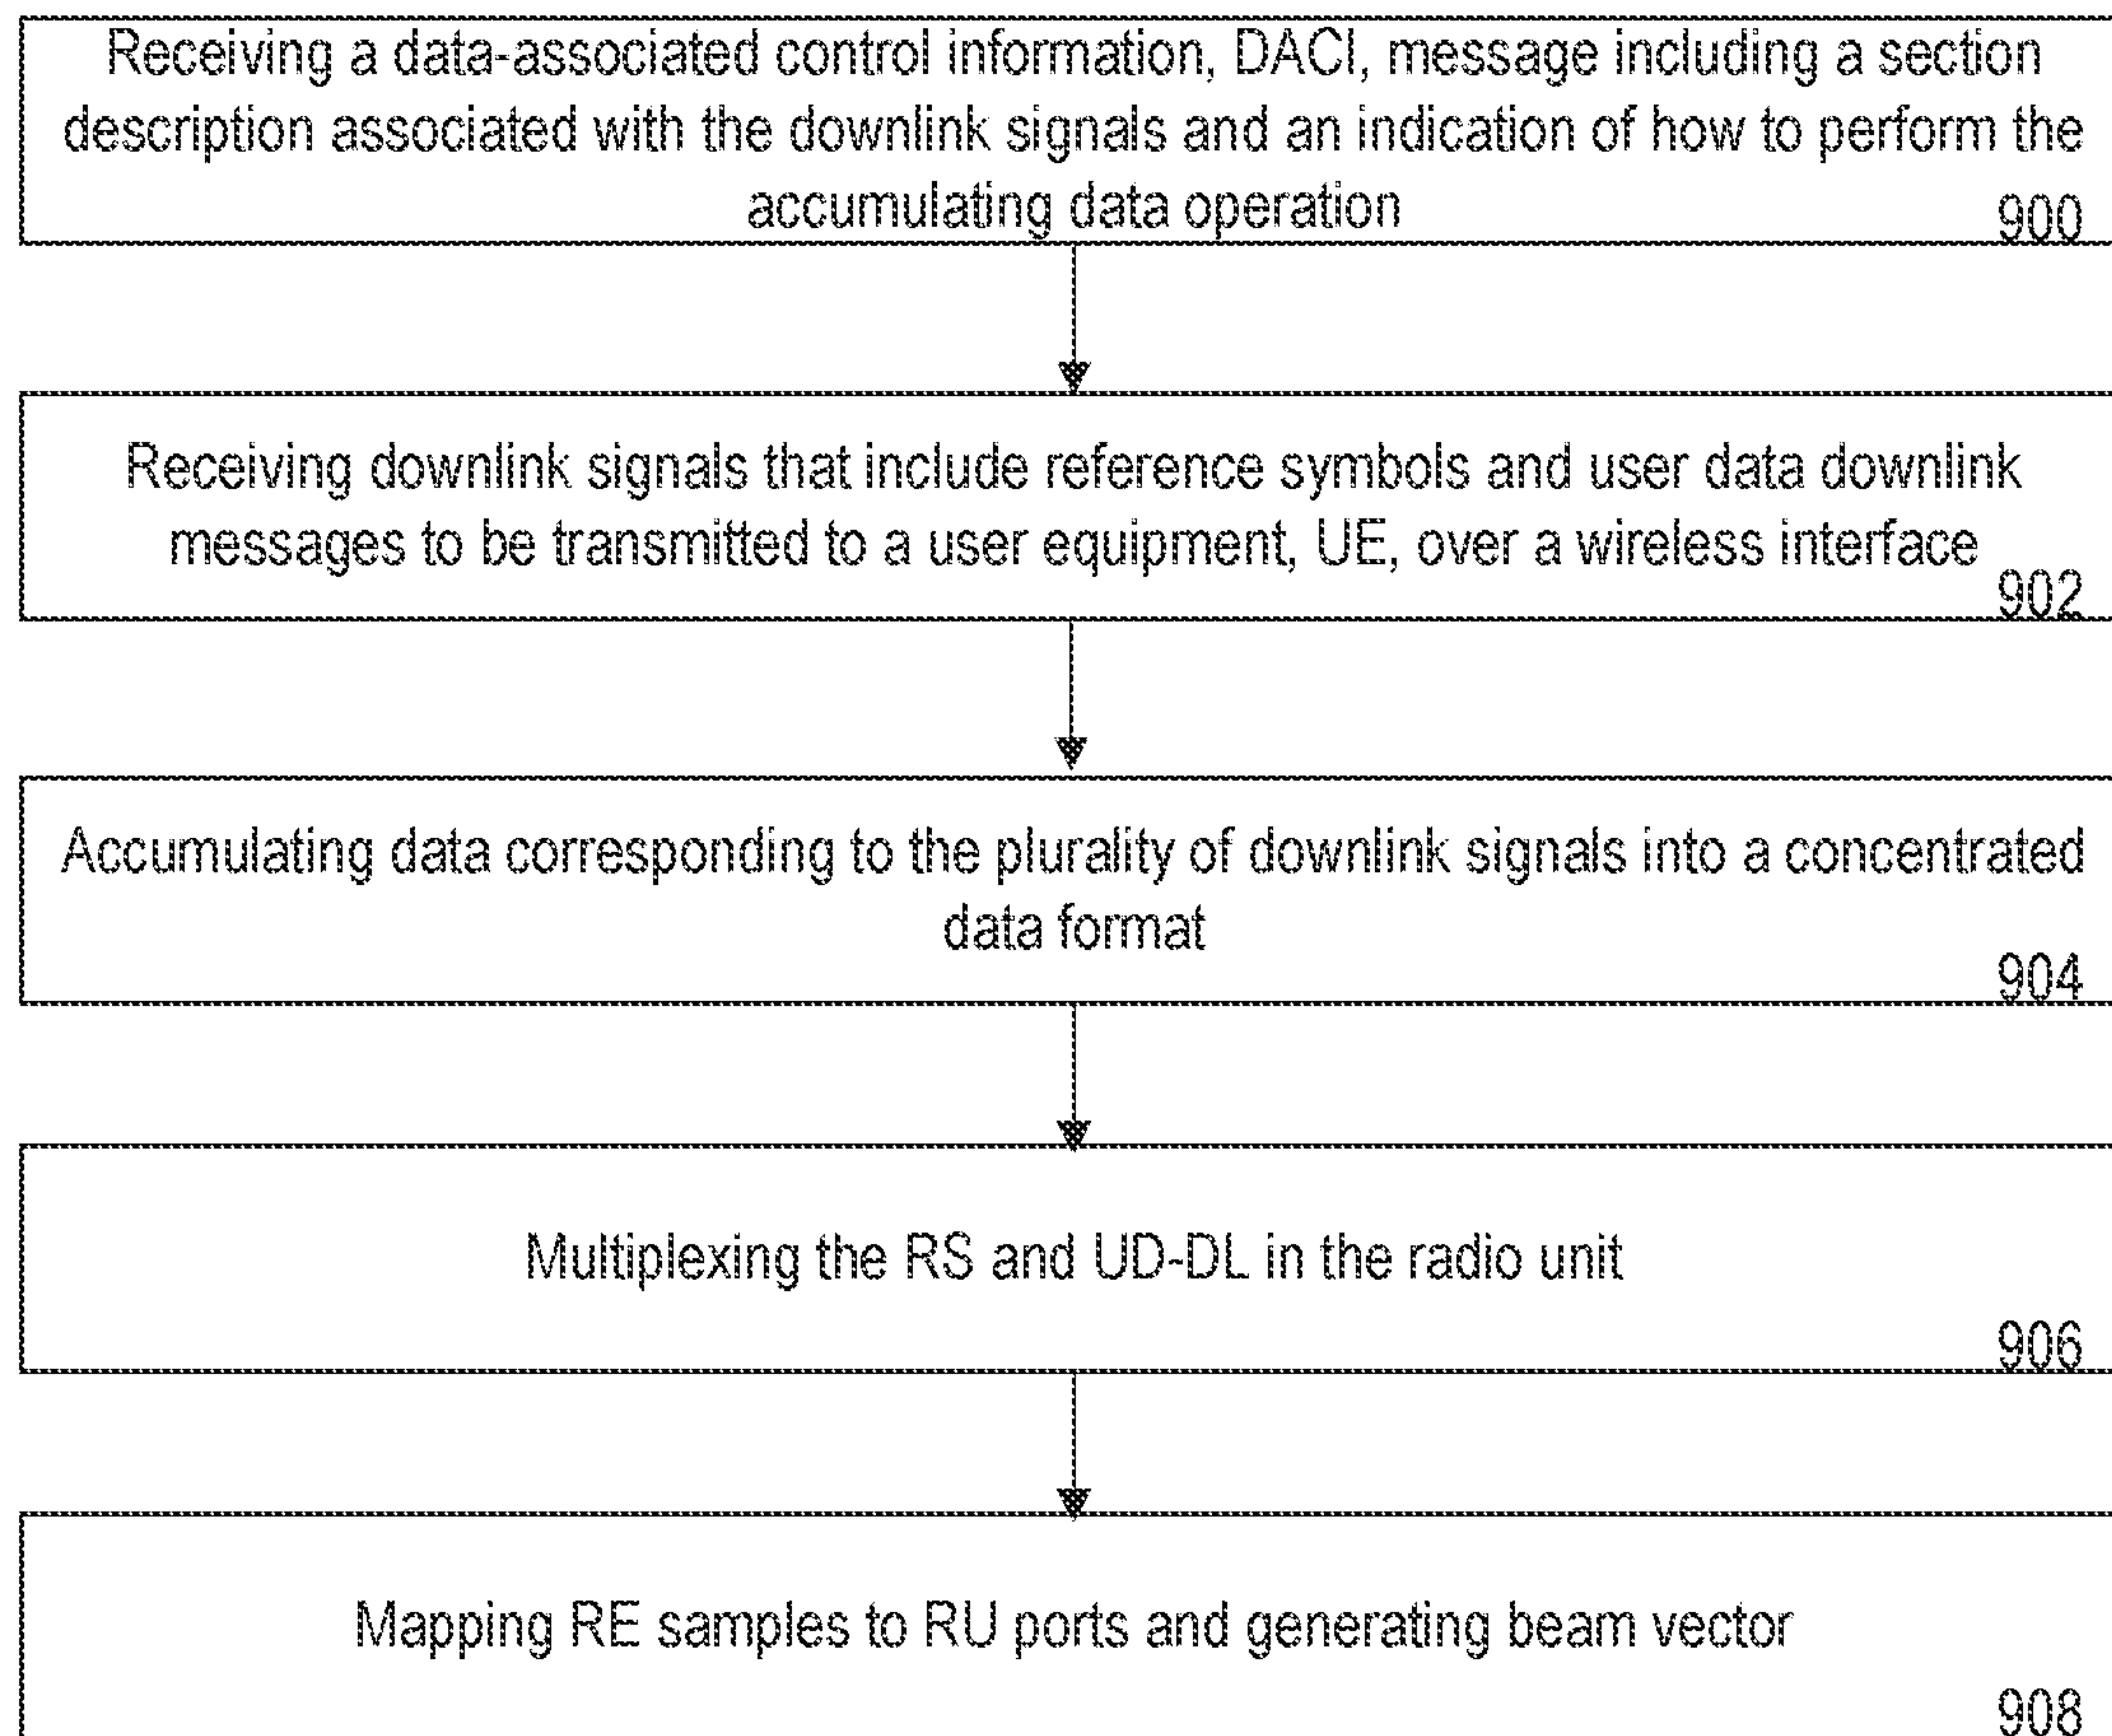 Receiving a data-associated control information, DACI, message including a section
description associated with the downlink signals and an indication of how to perform the
accumulating data operation
900
Receiving downlink signals that include reference symbols and user data downlink
messages to be transmitted to a user equipment, UE, over a wireless interface
902
Accumulating data corresponding to the plurality of downlink signals into a concentrated
data format
904
Multiplexing the RS and UD-DL in the radio unit
906
Mapping RE samples to RU ports and generating beam vector
908